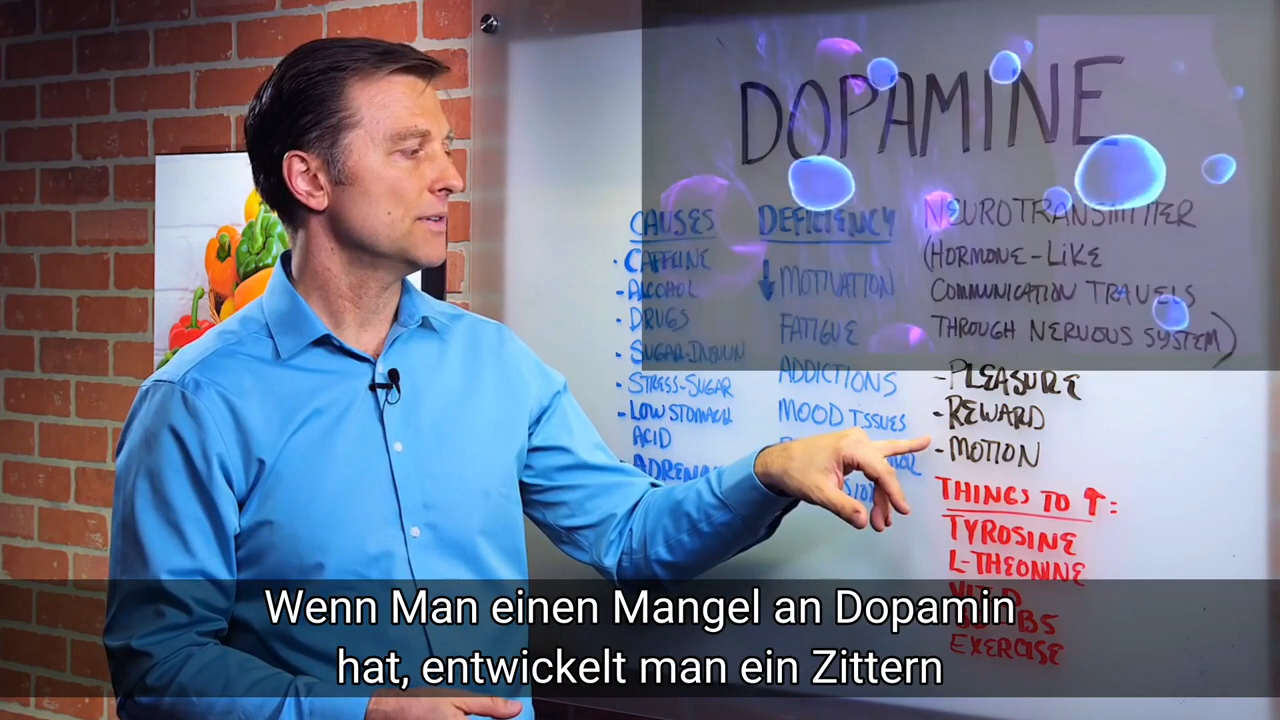 DOPAMINE
CAUSES
· CAFFEINE
- ALCOHOL
- DRUGS
· SUGAR-INSULIN
· STRESS-SUGAR
- LOW STOMACH
ACID
DEFICIENCY
↓ MOTIVATION
FATIGUE
ADDICTIONS
MOOD ISSUES
NEUROTRANSMITTER
(HORMONE-LIKE
COMMUNICATION TRAVELS
THROUGH NERVOUS SYSTEM)
- PLEASURE
- REWARD
- MOTION
THINGS TO ↑:
TYROSINE
L-THEONINE
VIT D
EXERCISE
Wenn Man einen Mangel an Dopamin
hat, entwickelt man ein Zittern